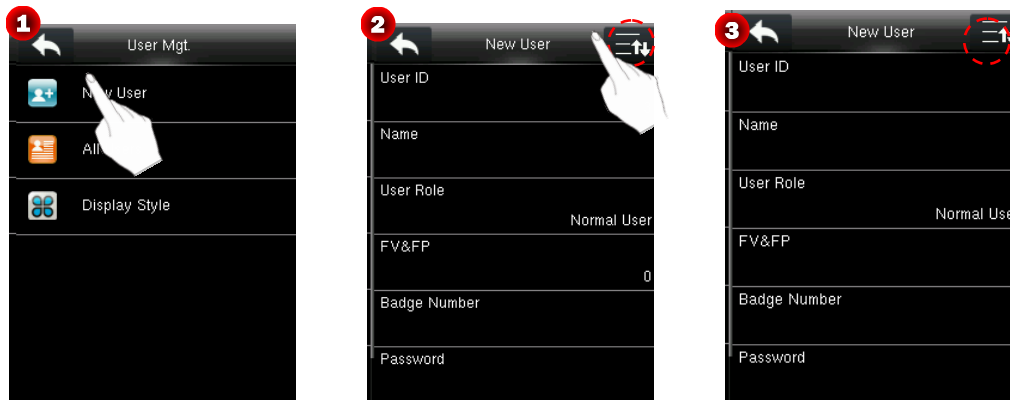 1
User Mgt.
New User
All
Display Style
2
New User
User ID
Name
User Role
Normal User
FV&FP
0
Badge Number
Password
3
New User
User ID
Name
User Role
Normal Use
FV&FP
Badge Number
Password